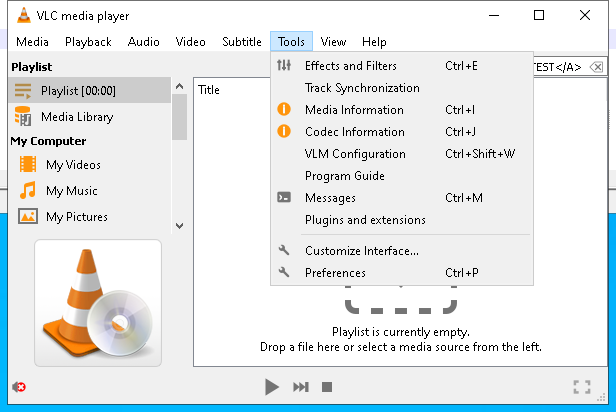 VLC media player
Media Playback Audio Video Subtitle Tools View Help
Playlist
Playlist [00:00]
Media Library
My Computer
My Videos
My Music
My Pictures
Title
TEST</A>
Effects and Filters Ctrl+E
Track Synchronization
Media Information Ctrl+I
Codec Information Ctrl+J
VLM Configuration Ctrl+Shift+W
Program Guide
Messages Ctrl+M
Plugins and extensions
Customize Interface...
Preferences Ctrl+P
Playlist is currently empty.
Drop a file here or select a media source from the left.